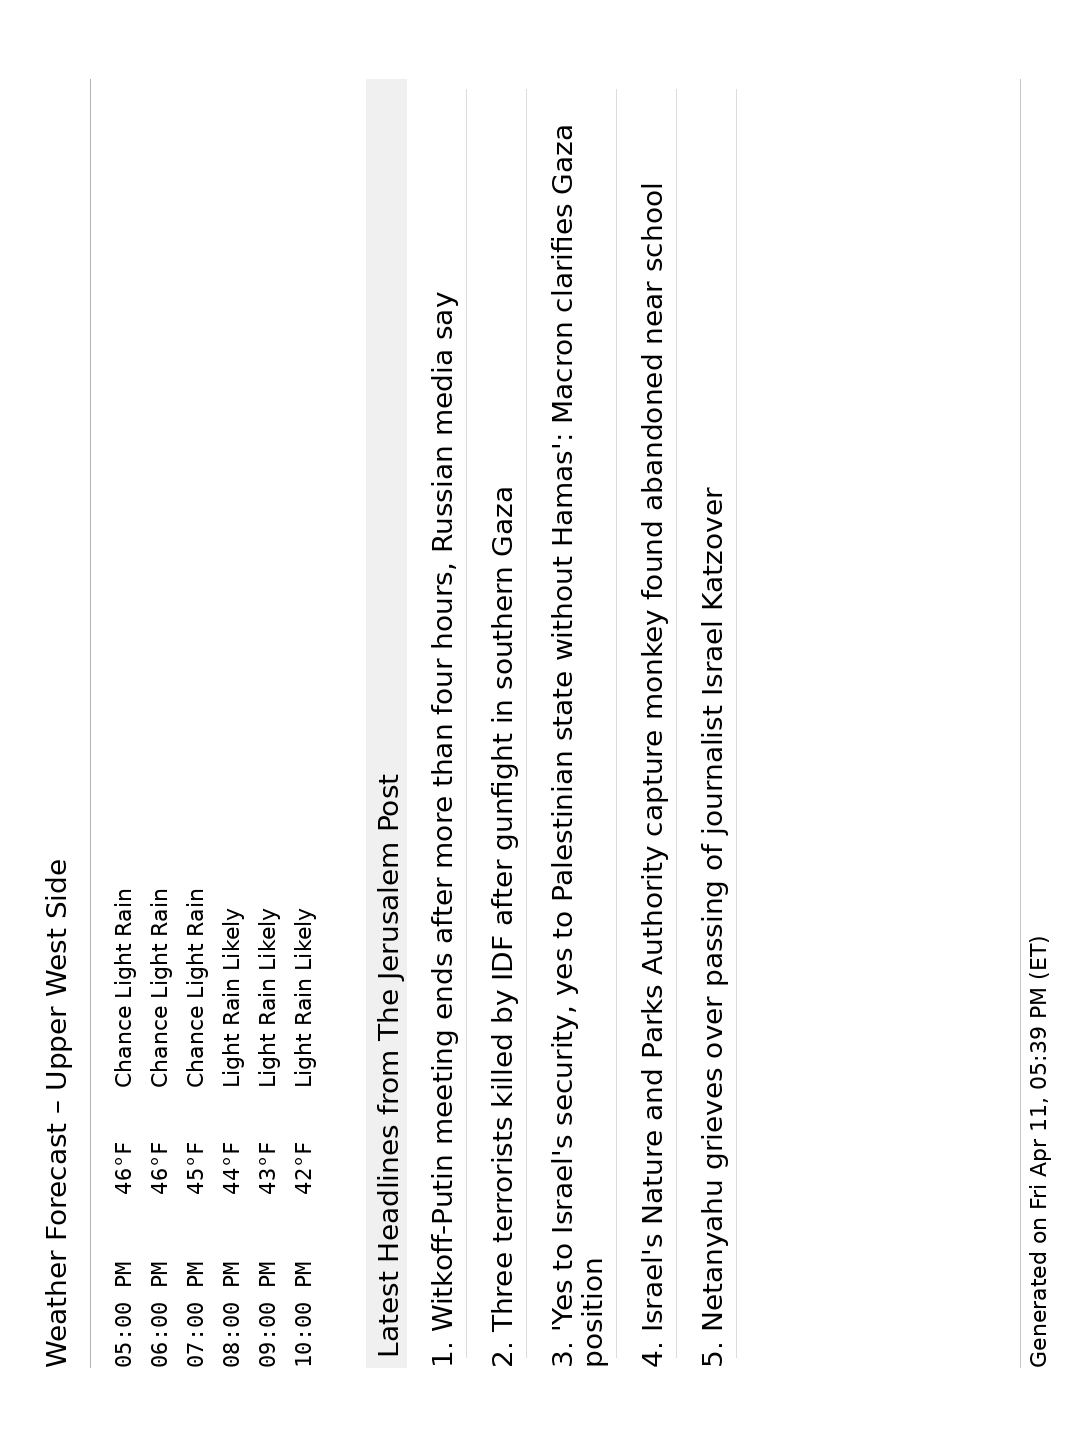 Weather Forecast – Upper West Side
05:00 PM 46°F Chance Light Rain
06:00 PM 46°F Chance Light Rain
07:00 PM 45°F Chance Light Rain
08:00 PM 44°F Light Rain Likely
09:00 PM 43°F Light Rain Likely
10:00 PM 42°F Light Rain Likely
Latest Headlines from The Jerusalem Post
1. Witkoff-Putin meeting ends after more than four hours, Russian media say
2. Three terrorists killed by IDF after gunfight in southern Gaza
3. 'Yes to Israel's security, yes to Palestinian state without Hamas': Macron clarifies Gaza
position
4. Israel's Nature and Parks Authority capture monkey found abandoned near school
5. Netanyahu grieves over passing of journalist Israel Katzover
Generated on Fri Apr 11, 05:39 PM (ET)